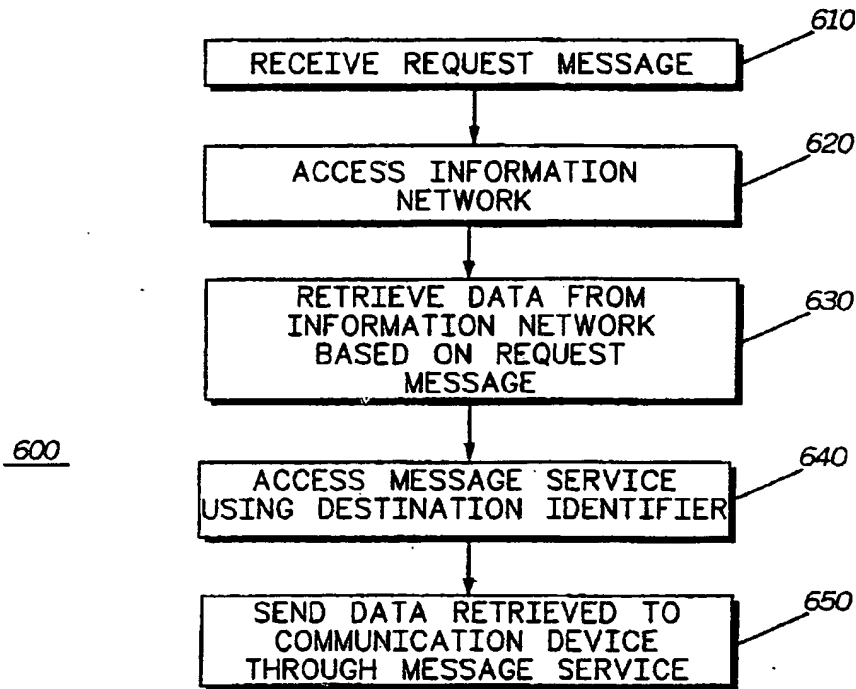 610
RECEIVE REQUEST MESSAGE
620
ACCESS INFORMATION
NETWORK
630
RETRIEVE DATA FROM
INFORMATION NETWORK
BASED ON REQUEST
MESSAGE
600
640
ACCESS MESSAGE SERVICE
USING DESTINATION IDENTIFIER
650
SEND DATA RETRIEVED TO
COMMUNICATION DEVICE
THROUGH MESSAGE SERVICE